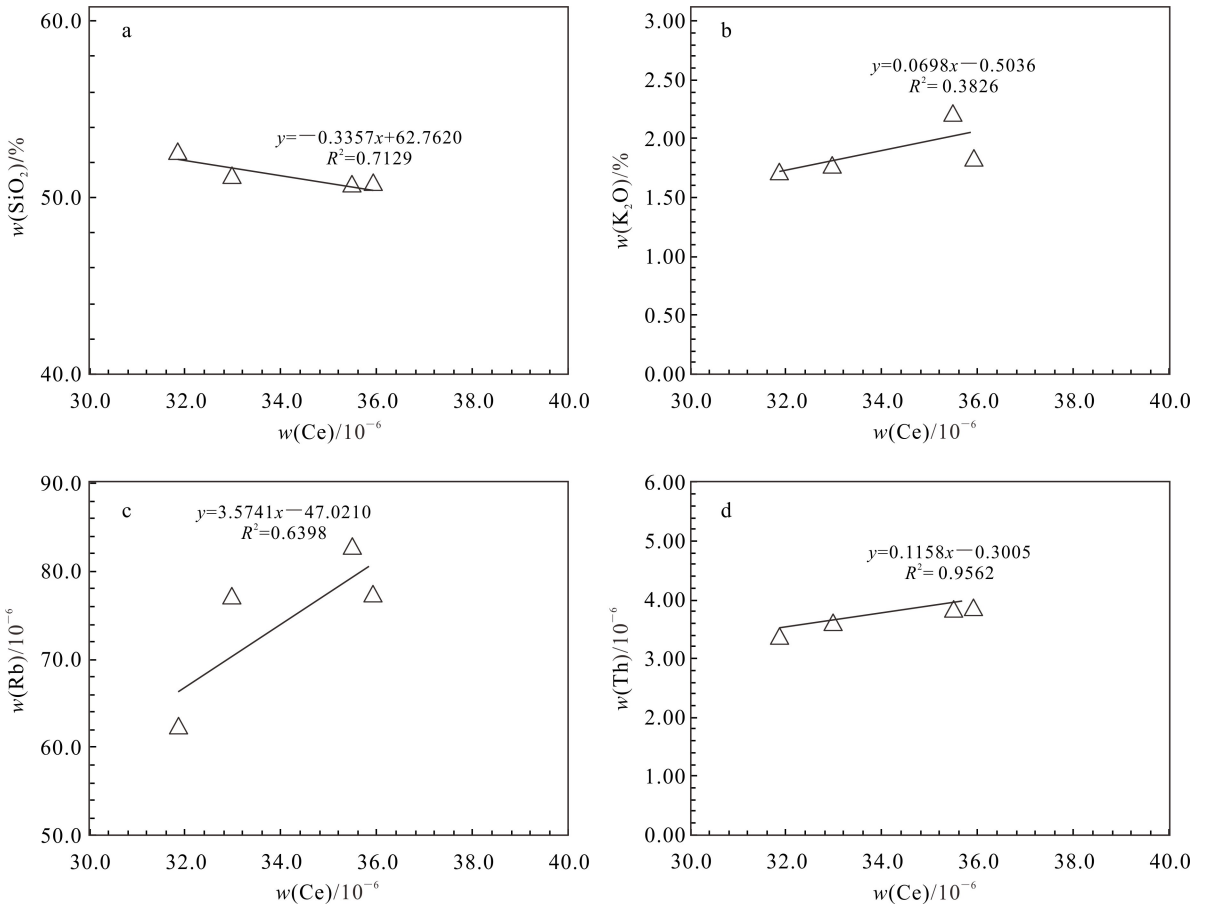 a
60.0
50.0
40.0
w(SiO₂)/%
y=－0.3357x+62.7620
R²=0.7129
30.0 32.0 34.0 36.0 38.0 40.0
w(Ce)/10⁻⁶
b
3.00
2.50
2.00
1.50
1.00
0.50
0.00
w(K₂O)/%
y=0.0698x－0.5036
R²= 0.3826
30.0 32.0 34.0 36.0 38.0 40.0
w(Ce)/10⁻⁶
c
90.0
80.0
70.0
60.0
50.0
w(Rb)/10⁻⁶
y=3.5741x－47.0210
R²=0.6398
30.0 32.0 34.0 36.0 38.0 40.0
w(Ce)/10⁻⁶
d
6.00
5.00
4.00
3.00
2.00
1.00
0.00
w(Th)/10⁻⁶
y=0.1158x－0.3005
R²= 0.9562
30.0 32.0 34.0 36.0 38.0 40.0
w(Ce)/10⁻⁶